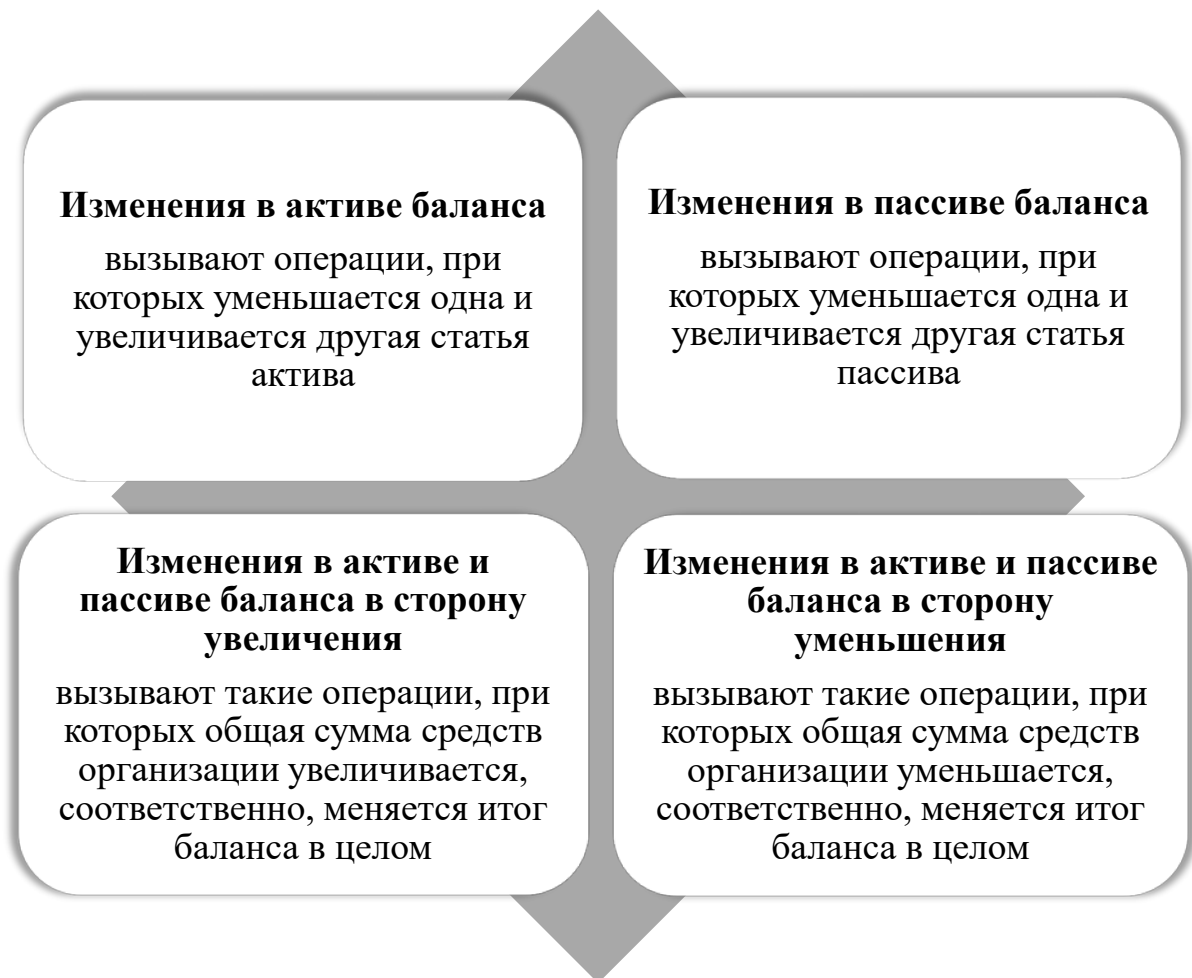 Изменения в активе баланса
вызывают операции, при
которых уменьшается одна и
увеличивается другая статья
актива
Изменения в пассиве баланса
вызывают операции, при
которых уменьшается одна и
увеличивается другая статья
пассива
Изменения в активе и
пассиве баланса в сторону
увеличения
вызывают такие операции, при
которых общая сумма средств
организации увеличивается,
соответственно, меняется итог
баланса в целом
Изменения в активе и пассиве
баланса в сторону
уменьшения
вызывают такие операции, при
которых общая сумма средств
организации уменьшается,
соответственно, меняется итог
баланса в целом